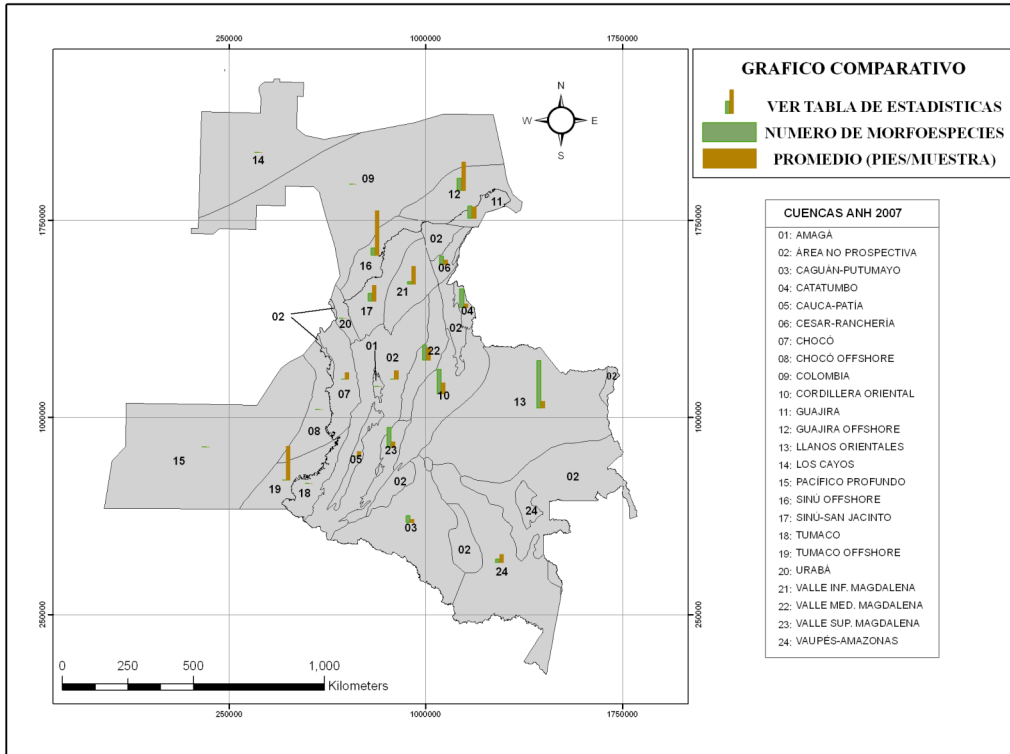 250000 1000000 1750000
GRAFICO COMPARATIVO
VER TABLA DE ESTADISTICAS
NUMERO DE MORFOESPECIES
PROMEDIO (PIES/MUESTRA)
N
W E
S
CUENCAS ANH 2007
01: AMAGÁ
02: ÁREA NO PROSPECTIVA
03: CAGUÁN-PUTUMAYO
04: CATATUMBO
05: CAUCA-PATÍA
06: CESAR-RANCHERÍA
07: CHOCÓ
08: CHOCÓ OFFSHORE
09: COLOMBIA
10: CORDILLERA ORIENTAL
11: GUAJIRA
12: GUAJIRA OFFSHORE
13: LLANOS ORIENTALES
14: LOS CAYOS
15: PACÍFICO PROFUNDO
16: SINÚ OFFSHORE
17: SINÚ-SAN JACINTO
18: TUMACO
19: TUMACO OFFSHORE
20: URABÁ
21: VALLE INF. MAGDALENA
22: VALLE MED. MAGDALENA
23: VALLE SUP. MAGDALENA
24: VAUPÉS-AMAZONAS
14
09
12
11
1750000 1750000
02
16
06
21
17
04
02
20
02
01
22
02
07
10
13
02
1000000 1000000
08
15
23
05
02
02
19
18
24
03
02
24
250000 250000
0 250 500 1,000
Kilometers
250000 1000000 1750000